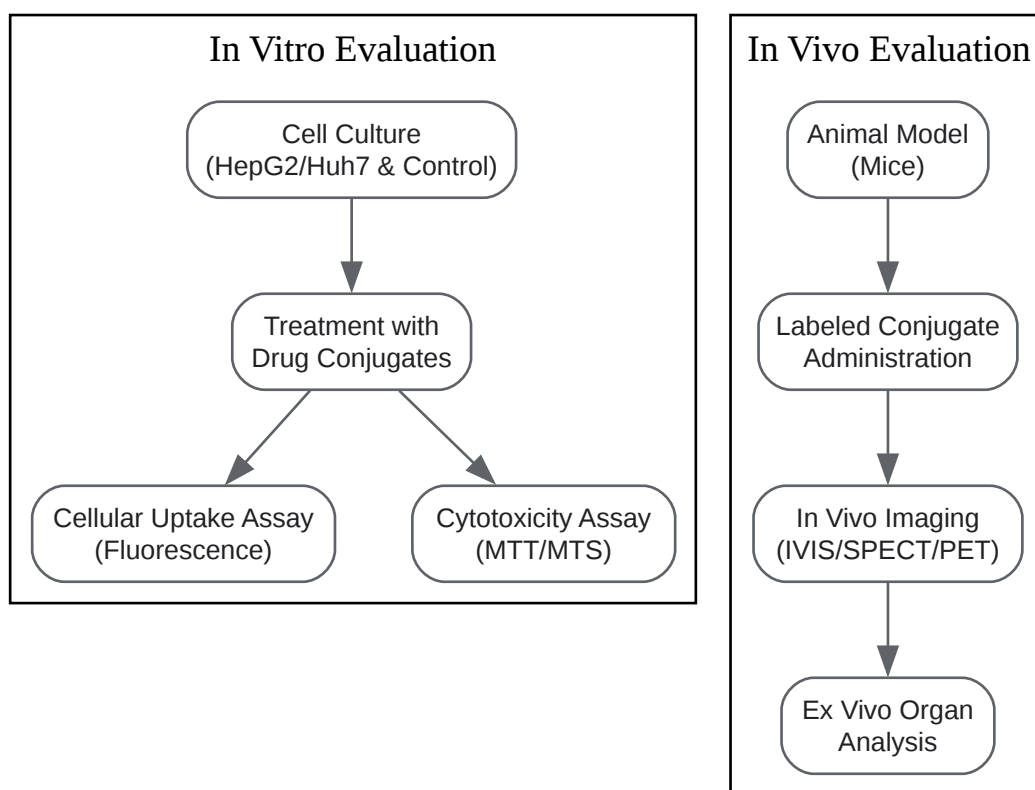 In Vitro Evaluation
Cell Culture
(HepG2/Huh7 & Control)
Treatment with
Drug Conjugates
Cellular Uptake Assay
(Fluorescence)
Cytotoxicity Assay
(MTT/MTS)
In Vivo Evaluation
Animal Model
(Mice)
Labeled Conjugate
Administration
In Vivo Imaging
(IVIS/SPECT/PET)
Ex Vivo Organ
Analysis